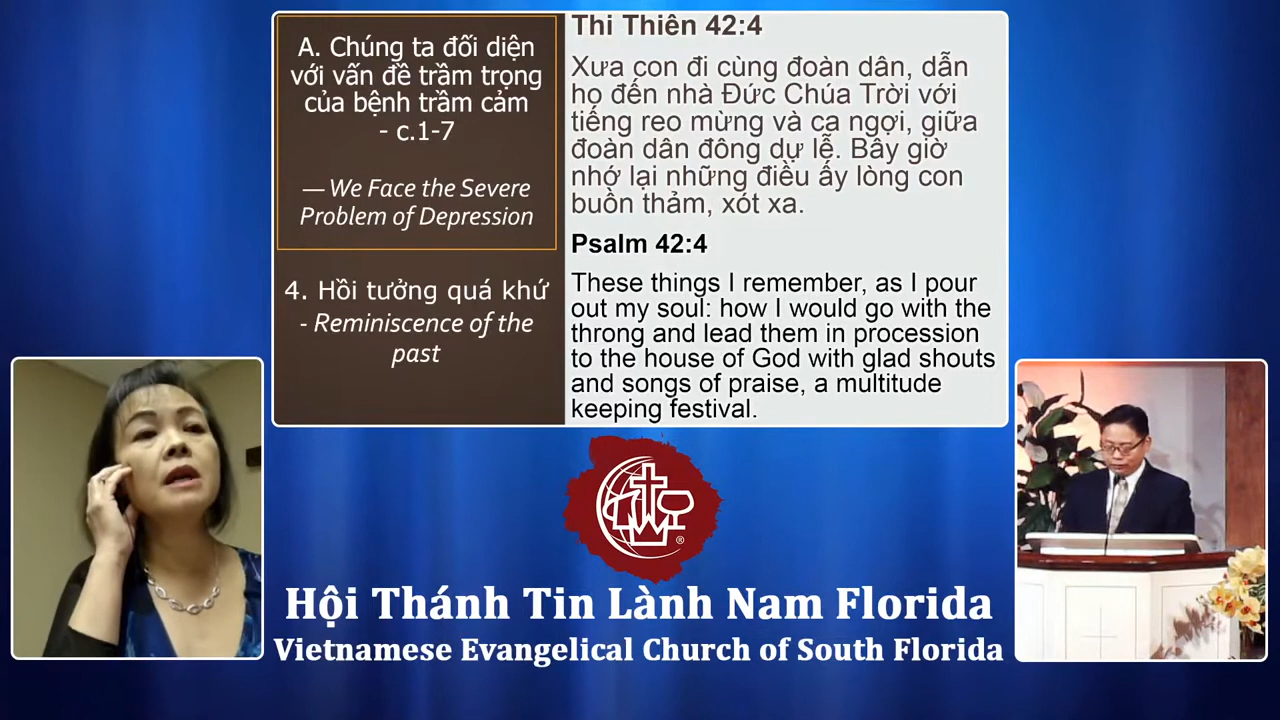 A. Chúng ta đối diện
với vấn đề trầm trọng
của bệnh trầm cảm
- c.1-7
— We Face the Severe
Problem of Depression
4. Hồi tưởng quá khứ
- Reminiscence of the
past
Thi Thiên 42:4
Xưa con đi cùng đoàn dân, dẫn
họ đến nhà Đức Chúa Trời với
tiếng reo mừng và ca ngợi, giữa
đoàn dân đông dự lễ. Bây giờ
nhớ lại những điều ấy lòng con
buồn thảm, xót xa.
Psalm 42:4
These things I remember, as I pour
out my soul: how I would go with the
throng and lead them in procession
to the house of God with glad shouts
and songs of praise, a multitude
keeping festival.
®
Hội Thánh Tin Lành Nam Florida
Vietnamese Evangelical Church of South Florida